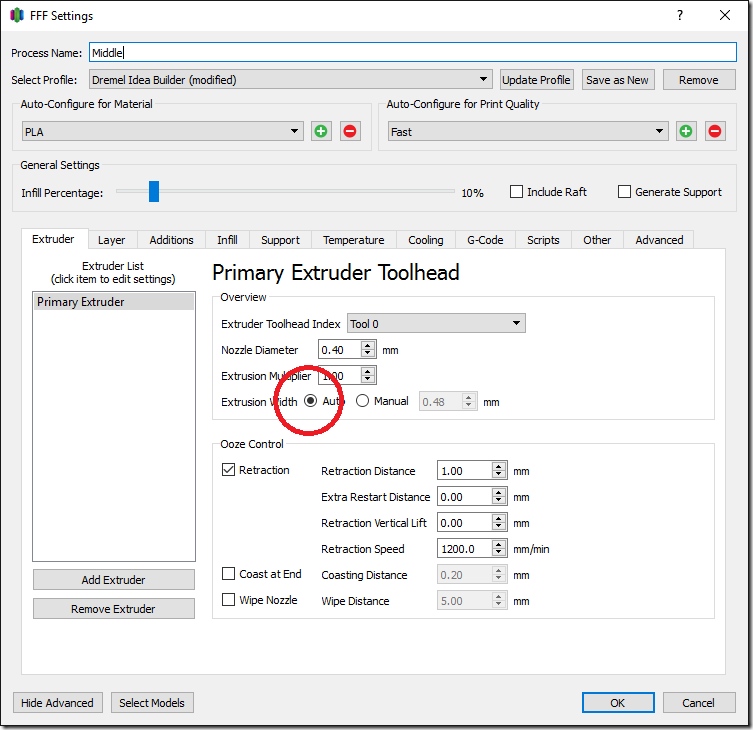 FFF Settings ?
Process Name: Middle
Select Profile: Dremel Idea Builder (modified) Update Profile Save as New Remove
Auto-Configure for Material Auto-Configure for Print Quality
PLA Fast
General Settings
Infill Percentage: 10% Include Raft Generate Support
Extruder Layer Additions Infill Support Temperature Cooling G-Code Scripts Other Advanced
Extruder List
(click item to edit settings)
Primary Extruder
Add Extruder
Remove Extruder
Primary Extruder Toolhead
Overview
Extruder Toolhead Index Tool 0
Nozzle Diameter 0.40 mm
Extrusion Multiplier 1.00
Extrusion Width Auto Manual 0.48 mm
Ooze Control
Retraction Retraction Distance 1.00 mm
Extra Restart Distance 0.00 mm
Retraction Vertical Lift 0.00 mm
Retraction Speed 1200.0 mm/min
Coast at End Coasting Distance 0.20 mm
Wipe Nozzle Wipe Distance 5.00 mm
Hide Advanced Select Models OK Cancel